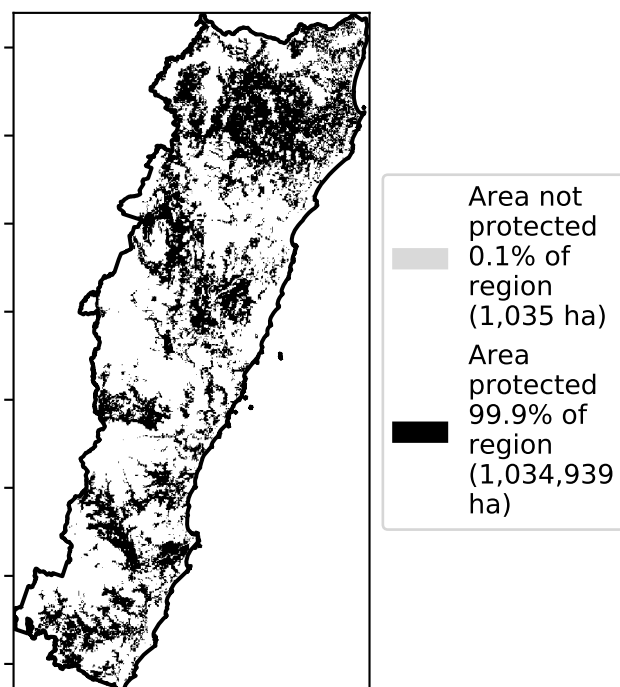 Area not
protected
0.1% of
region
(1,035 ha)
Area
protected
99.9% of
region
(1,034,939
ha)